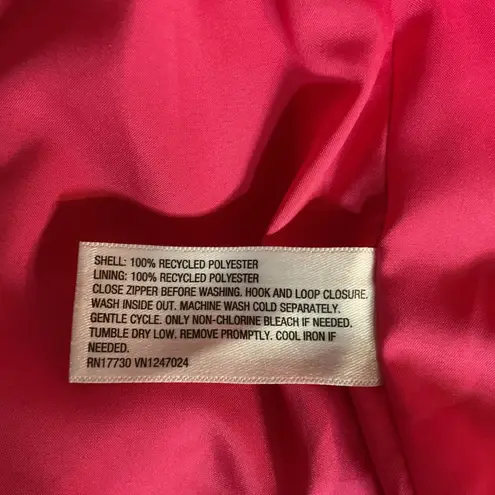 SHELL: 100% RECYCLED POLYESTER
LINING: 100% RECYCLED POLYESTER
CLOSE ZIPPER BEFORE WASHING. HOOK AND LOOP CLOSURE.
WASH INSIDE OUT. MACHINE WASH COLD SEPARATELY.
GENTLE CYCLE. ONLY NON-CHLORINE BLEACH IF NEEDED.
TUMBLE DRY LOW. REMOVE PROMPTLY. COOL IRON IF
NEEDED.
RN17730 VN1247024